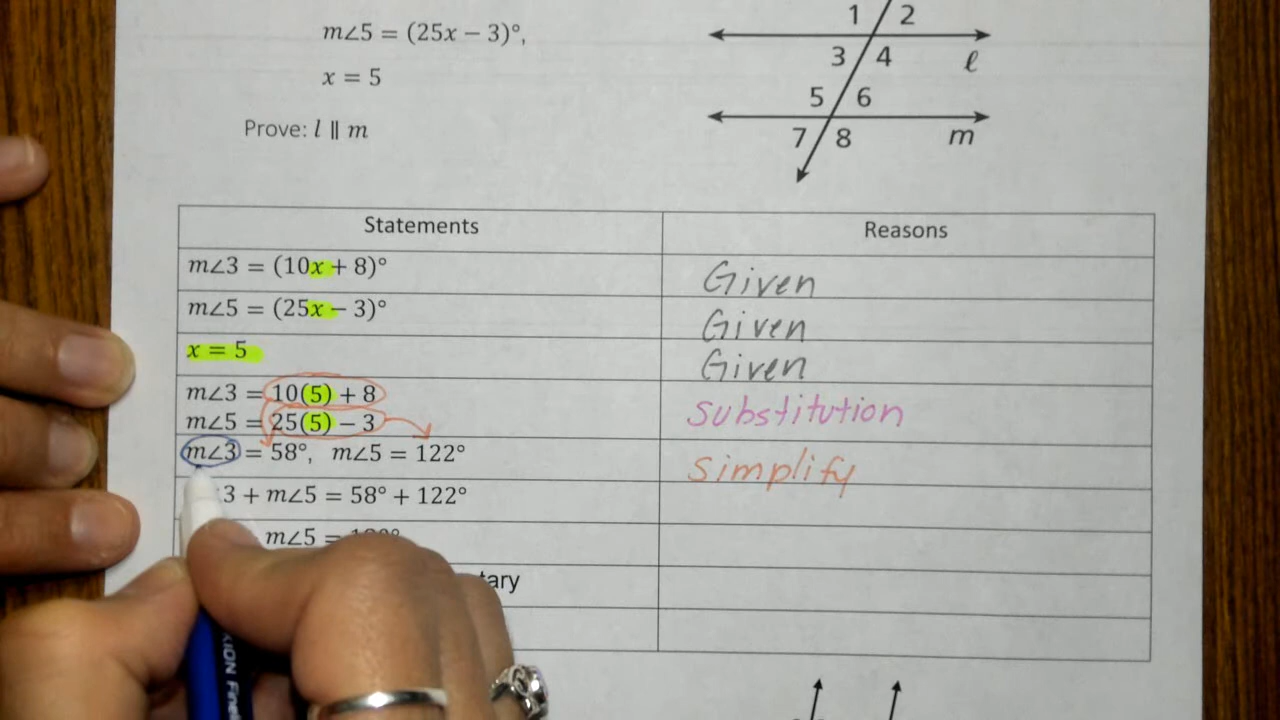 m∠5 = (25x − 3)°,
x = 5
Prove: l ∥ m
1 2
3 4 ℓ
5 6
7 8 m
Statements Reasons
m∠3 = (10x + 8)° Given
m∠5 = (25x − 3)° Given
x = 5 Given
m∠3 = 10(5) + 8
m∠5 = 25(5) − 3 substitution
m∠3 = 58°, m∠5 = 122° simplify
∠3 + m∠5 = 58° + 122°
m∠5 =